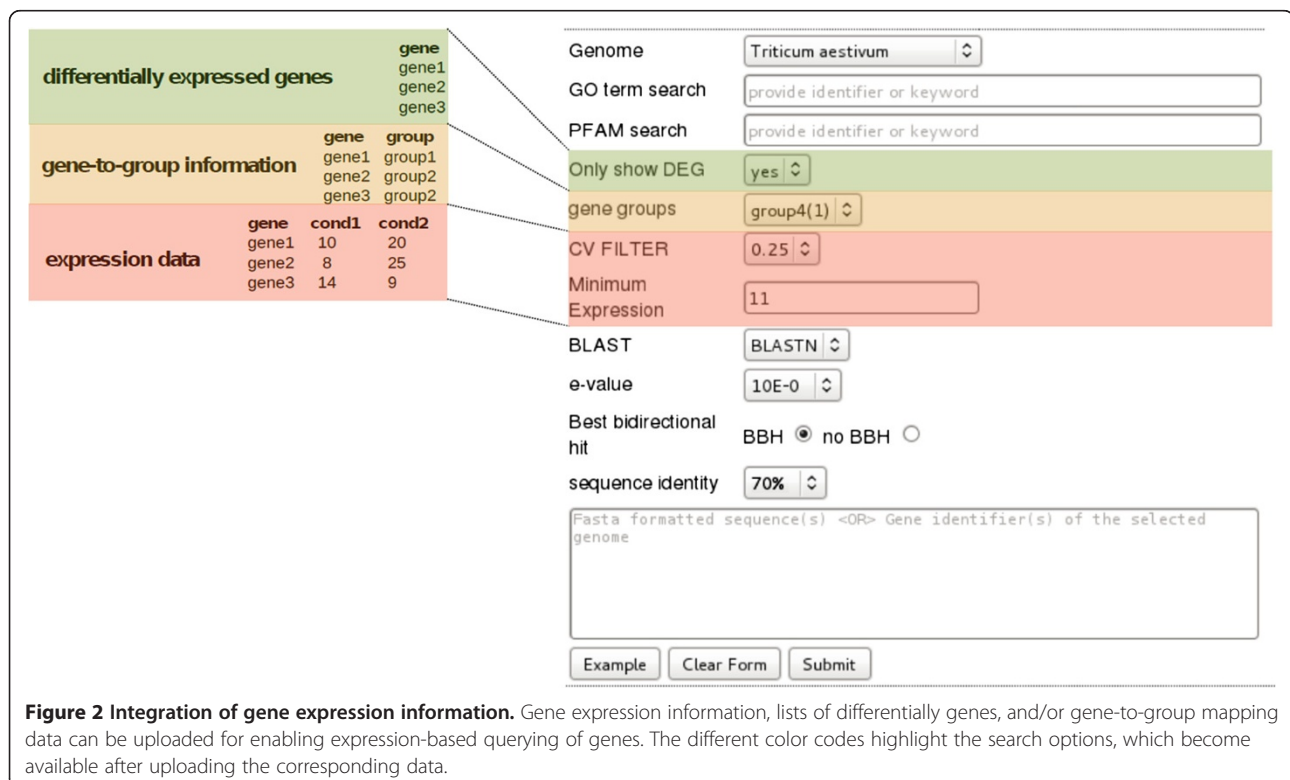 differentially expressed genes
gene
gene1
gene2
gene3
gene-to-group information
gene group
gene1 group1
gene2 group2
gene3 group2
expression data
gene cond1 cond2
gene1 10 20
gene2 8 25
gene3 14 9
Genome Triticum aestivum
GO term search provide identifier or keyword
PFAM search provide identifier or keyword
Only show DEG yes
gene groups group4(1)
CV FILTER 0.25
Minimum
Expression 11
BLAST BLASTN
e-value 10E-0
Best bidirectional
hit BBH no BBH
sequence identity 70%
Fasta formatted sequence(s) <OR> Gene identifier(s) of the selected
genome
Example Clear Form Submit
Figure 2 Integration of gene expression information. Gene expression information, lists of differentially genes, and/or gene-to-group mapping
data can be uploaded for enabling expression-based querying of genes. The different color codes highlight the search options, which become
available after uploading the corresponding data.